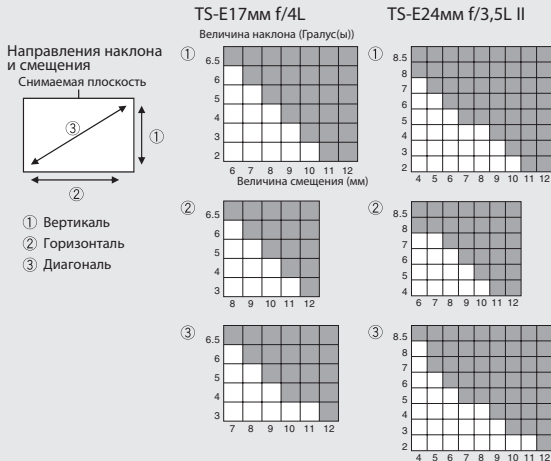 TS-E17мм f/4L
TS-E24мм f/3,5L II
Величина наклона (Гралус(ы))
Направления наклона
и смещения
Снимаемая плоскость
③
①
②
① Вертикаль
② Горизонталь
③ Диагональ
①
6.5
6
5
4
3
2
6 7 8 9 10 11 12
Величина смещения (мм)
①
8.5
8
7
6
5
4
3
2
4 5 6 7 8 9 10 11 12
②
6.5
6
5
4
3
8 9 10 11 12
②
8.5
8
7
6
5
4
6 7 8 9 10 11 12
③
6.5
6
5
4
3
7 8 9 10 11 12
③
8.5
8
7
6
5
4
3
2
4 5 6 7 8 9 10 11 12